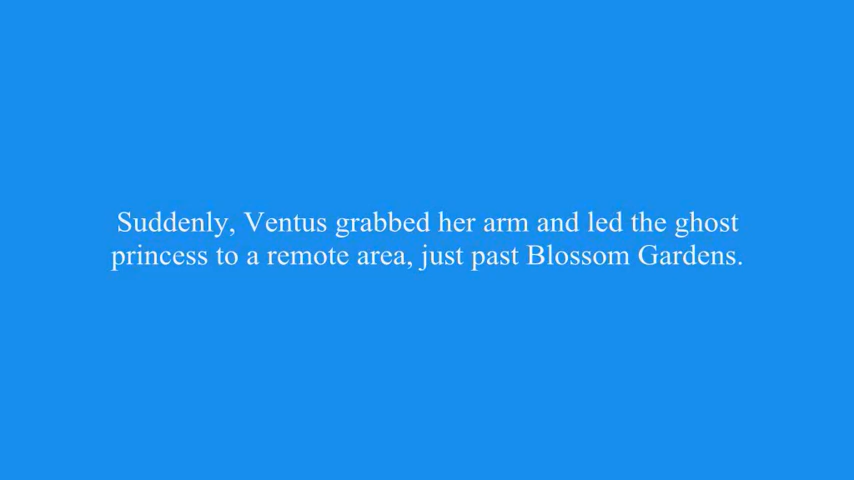 Suddenly, Ventus grabbed her arm and led the ghost
princess to a remote area, just past Blossom Gardens.